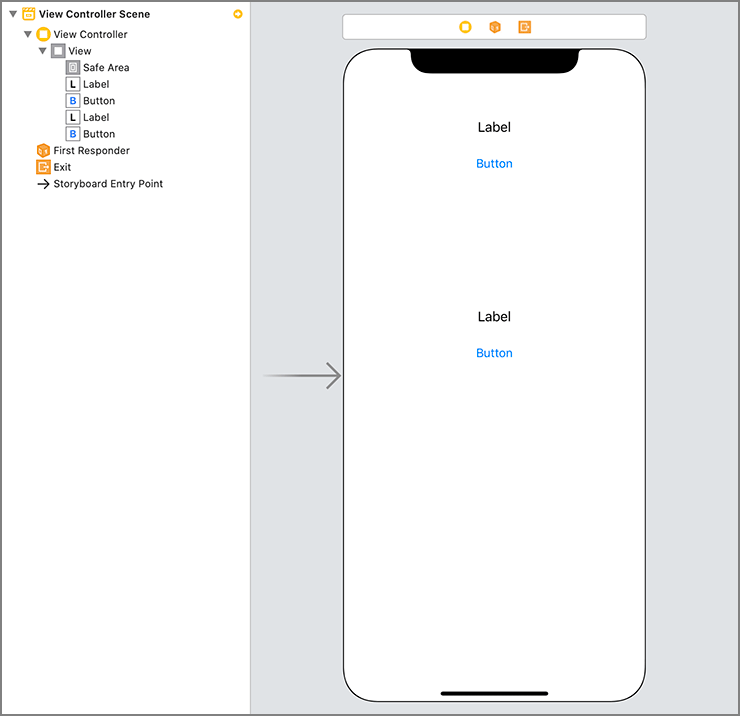 View Controller Scene
View Controller
View
Safe Area
L Label
B Button
L Label
B Button
First Responder
Exit
Storyboard Entry Point
Label
Button
Label
Button